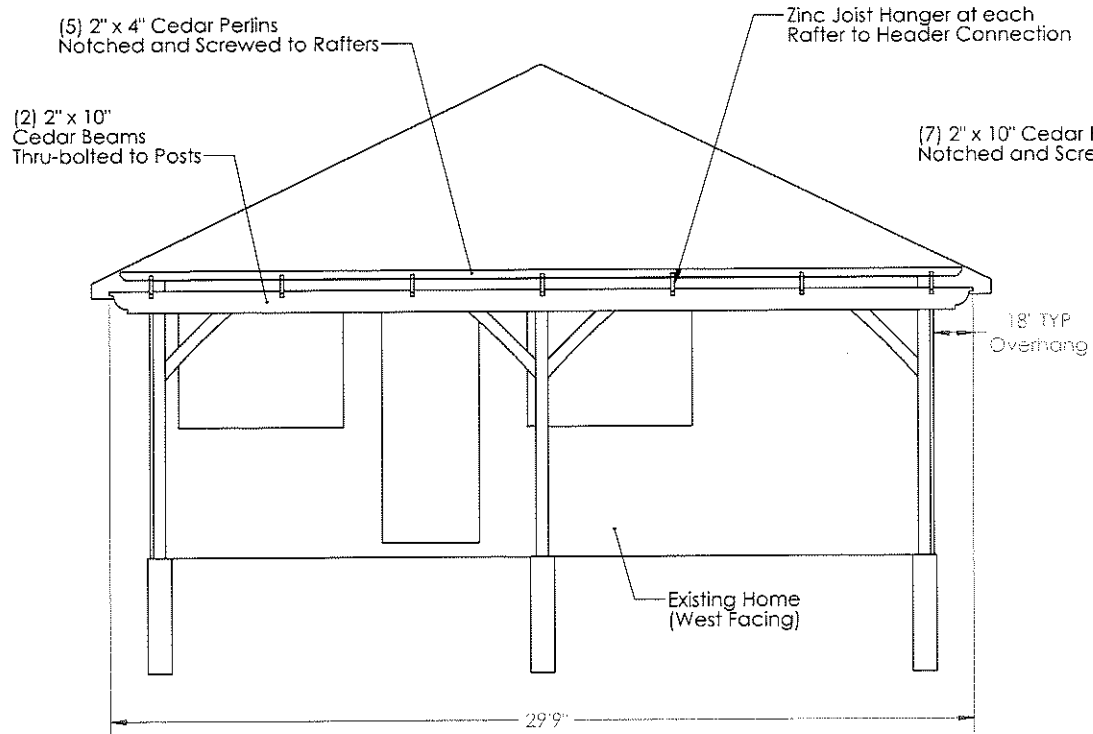 (5) 2" x 4" Cedar Perlins
Notched and Screwed to Rafters
Zinc Joist Hanger at each
Rafter to Header Connection
(2) 2" x 10"
Cedar Beams
Thru-bolted to Posts
(7) 2" x 10" Cedar
Notched and Scre
18" TYP
Overhang
Existing Home
(West Facing)
29'9"